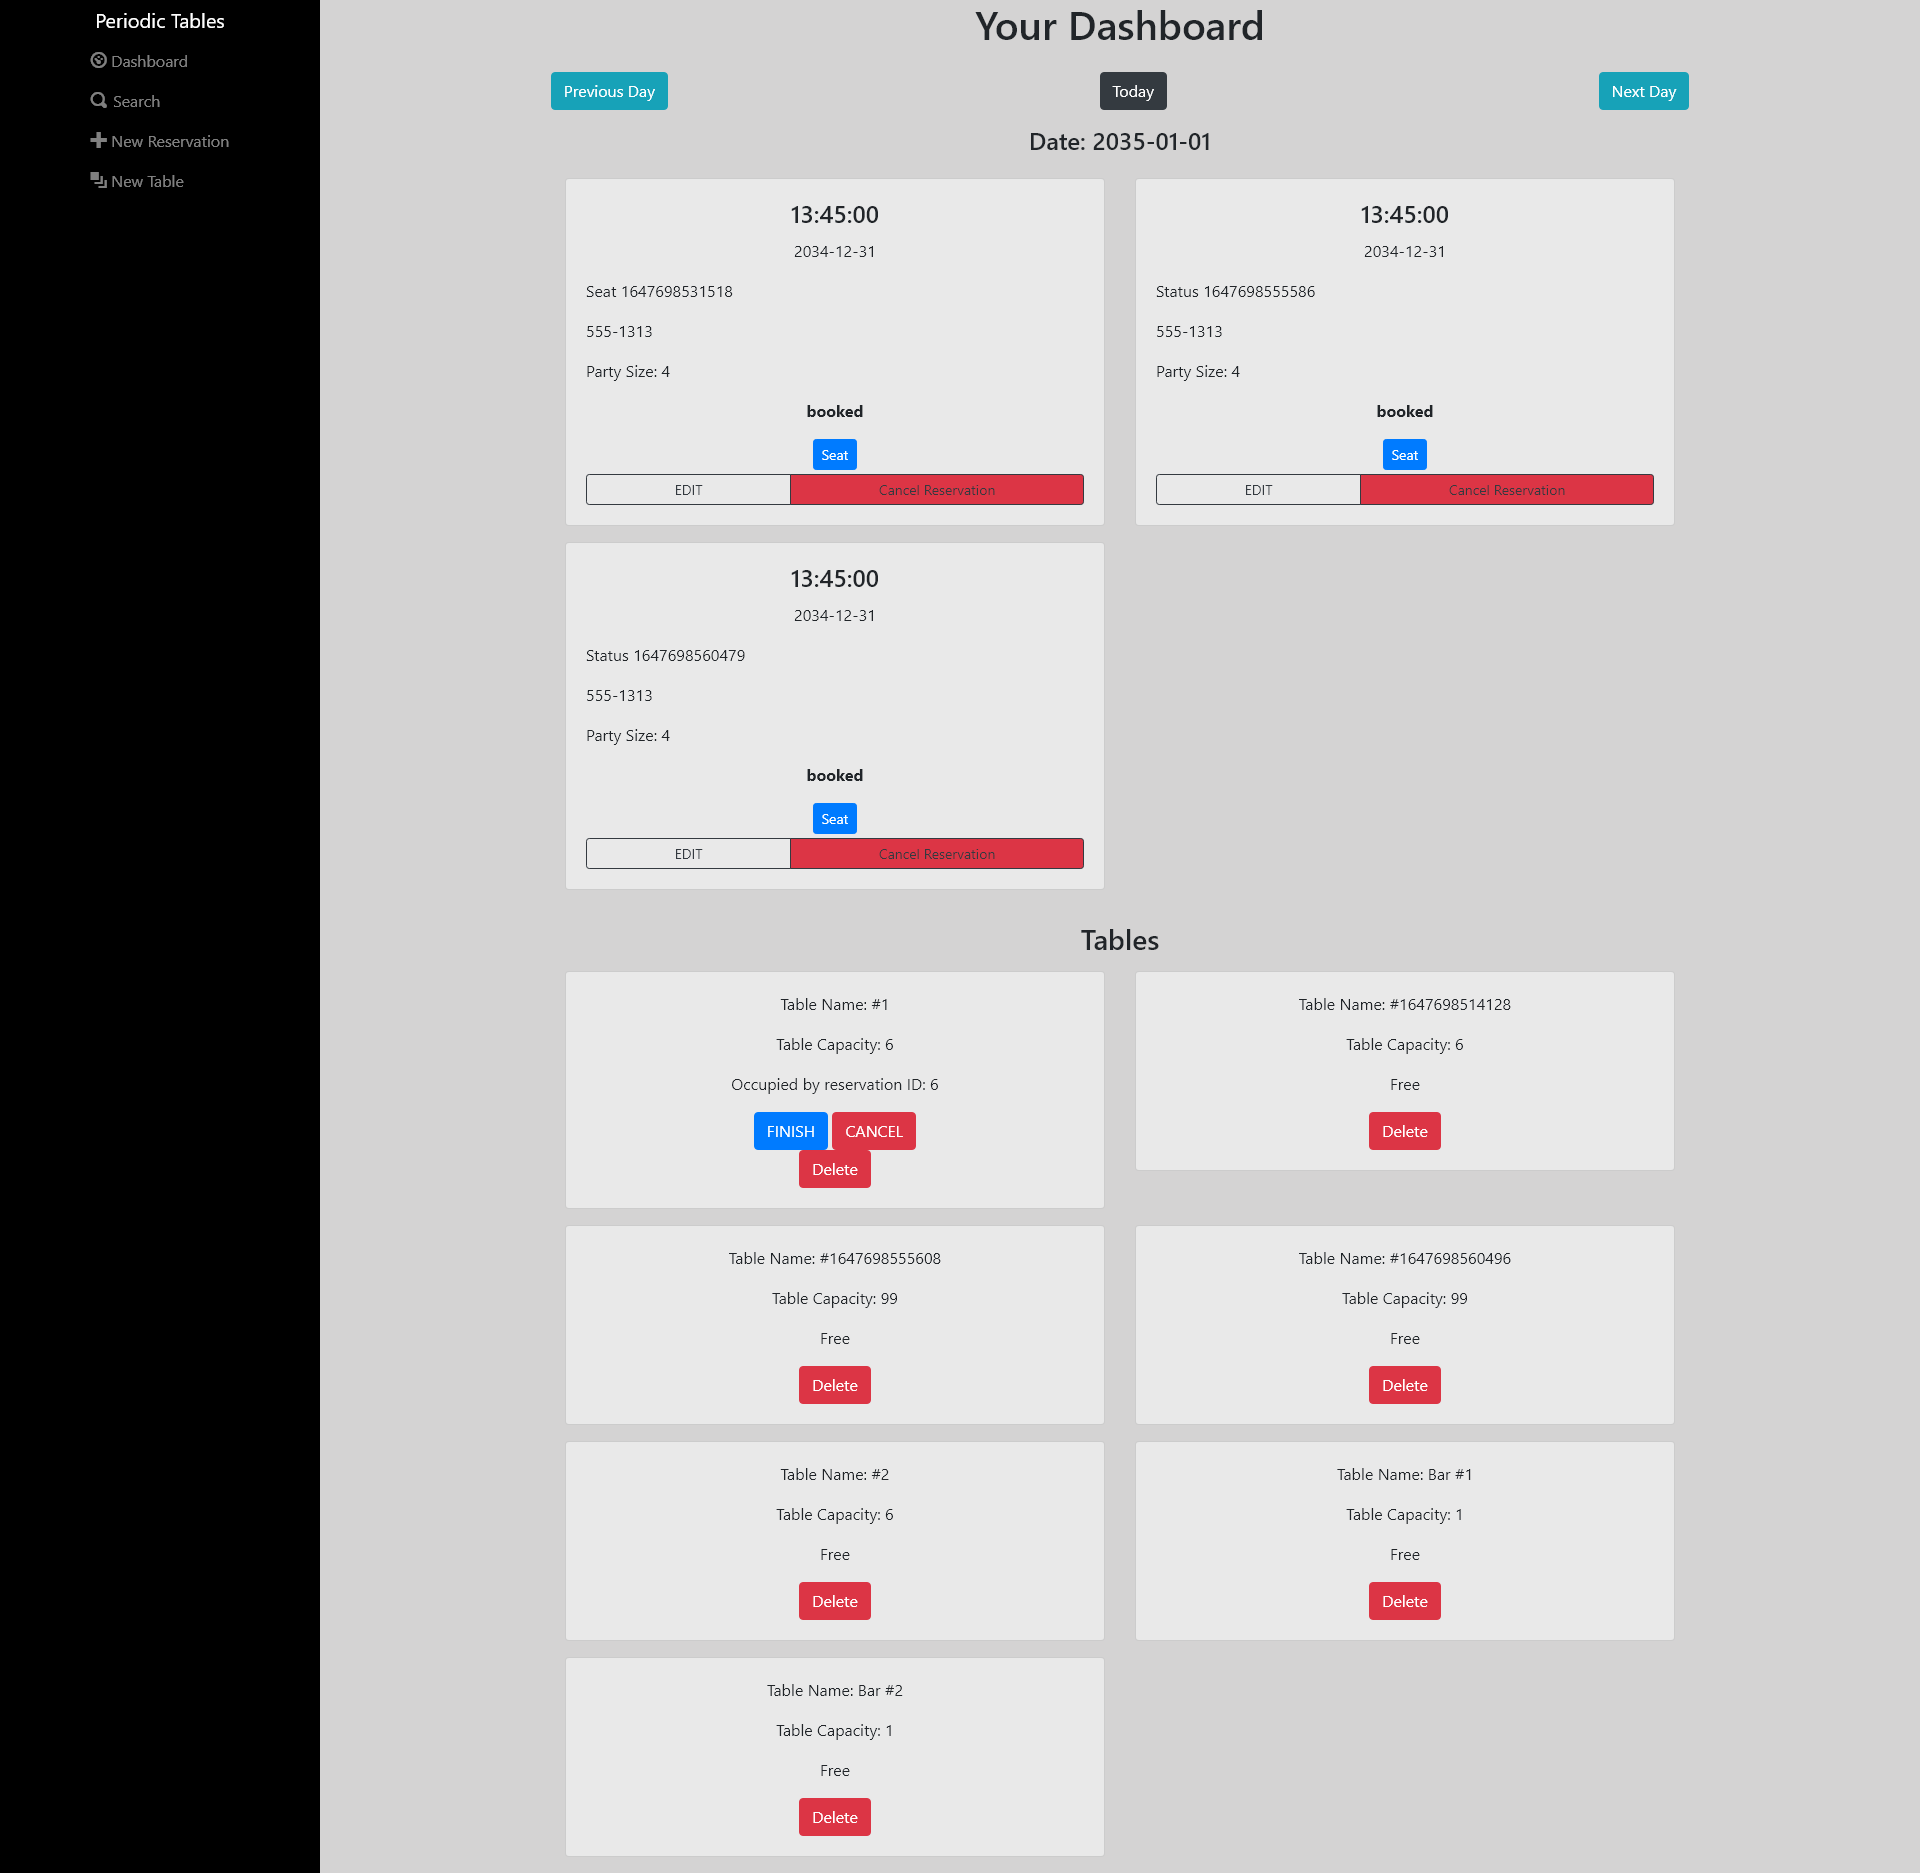 Periodic Tables
Dashboard
Search
New Reservation
New Table
Your Dashboard
Previous Day
Today
Next Day
Date: 2035-01-01
13:45:00
2034-12-31
Seat 1647698531518
555-1313
Party Size: 4
booked
Seat
EDIT
Cancel Reservation
13:45:00
2034-12-31
Status 1647698555586
555-1313
Party Size: 4
booked
Seat
EDIT
Cancel Reservation
13:45:00
2034-12-31
Status 1647698560479
555-1313
Party Size: 4
booked
Seat
EDIT
Cancel Reservation
Tables
Table Name: #1
Table Capacity: 6
Occupied by reservation ID: 6
FINISH
CANCEL
Delete
Table Name: #1647698514128
Table Capacity: 6
Free
Delete
Table Name: #1647698555608
Table Capacity: 99
Free
Delete
Table Name: #1647698560496
Table Capacity: 99
Free
Delete
Table Name: #2
Table Capacity: 6
Free
Delete
Table Name: Bar #1
Table Capacity: 1
Free
Delete
Table Name: Bar #2
Table Capacity: 1
Free
Delete